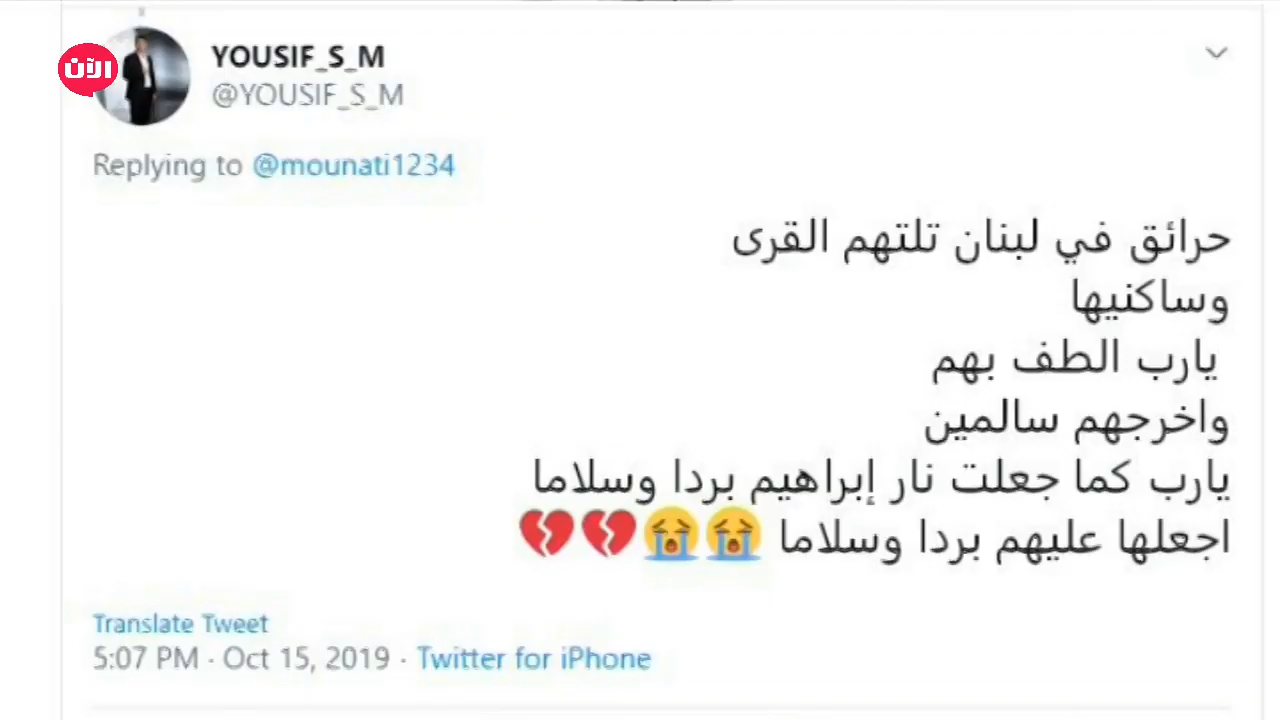 الآن
YOUSIF_S_M
@YOUSIF_S_M
Replying to @mounati1234
حرائق في لبنان تلتهم القرى
وساكنيها
يارب الطف بهم
واخرجهم سالمين
يارب كما جعلت نار إبراهيم بردا وسلاما
اجعلها عليهم بردا وسلاما 😭😭💔💔
Translate Tweet
5:07 PM · Oct 15, 2019 · Twitter for iPhone